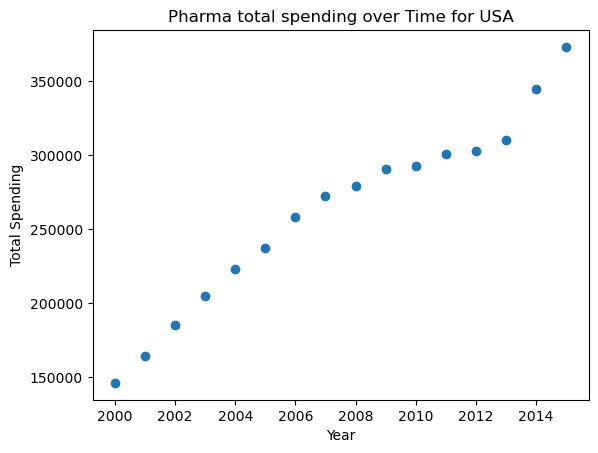 Pharma total spending over Time for USA
350000
300000
250000
200000
150000
Total Spending
2000 2002 2004 2006 2008 2010 2012 2014
Year